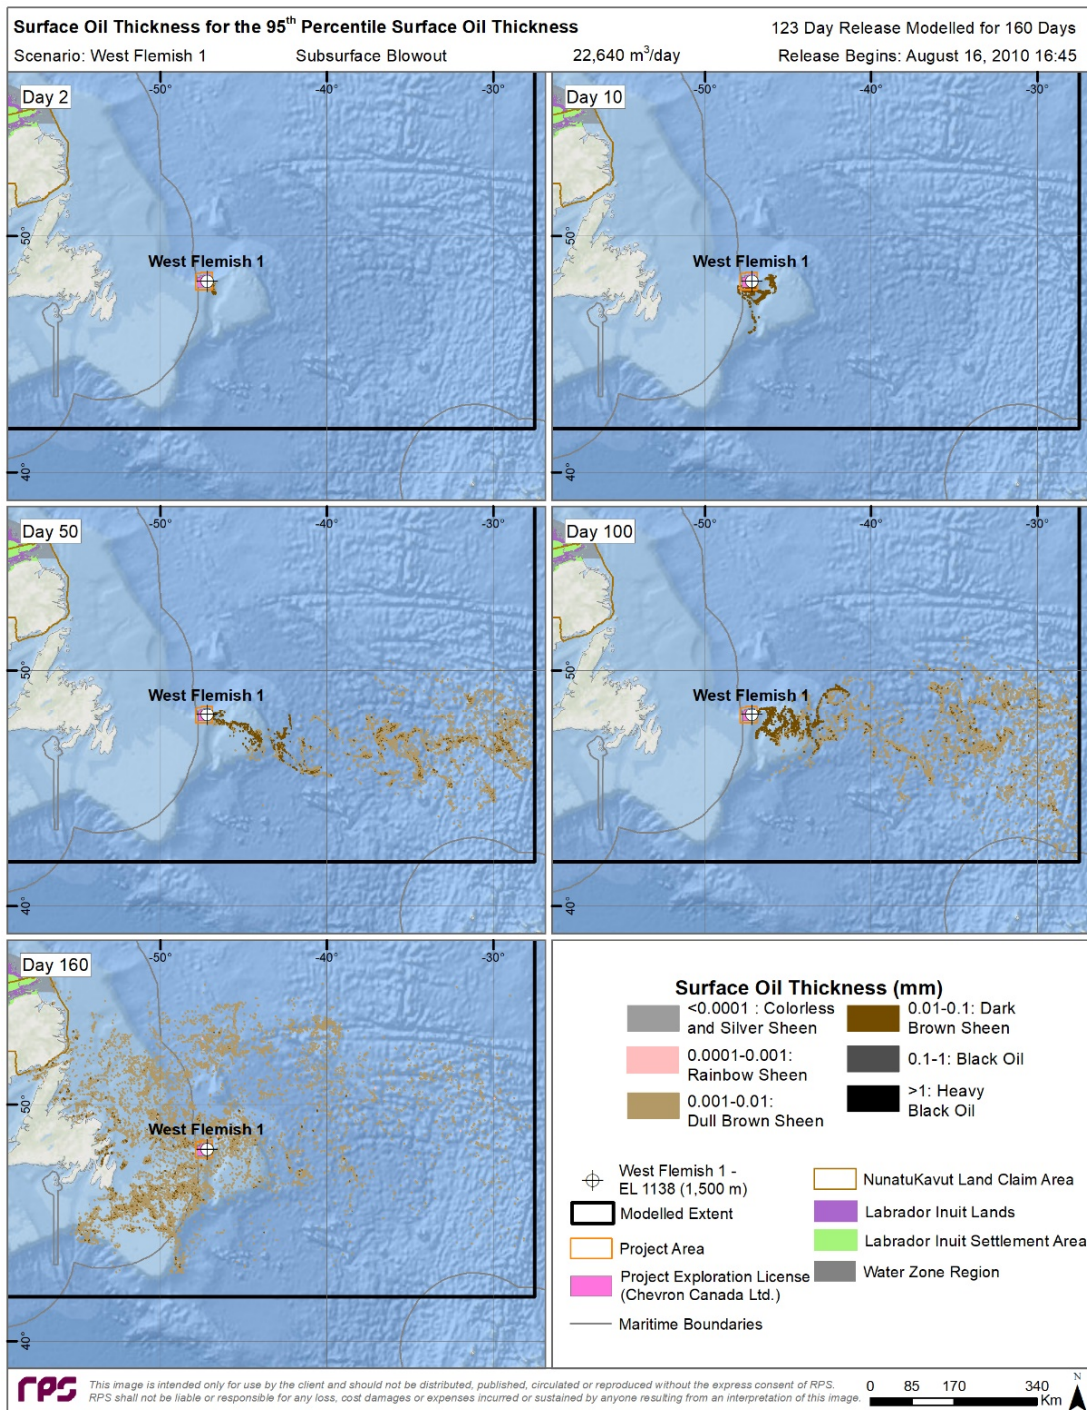 Surface Oil Thickness for the 95th Percentile Surface Oil Thickness
123 Day Release Modelled for 160 Days
Scenario: West Flemish 1
Subsurface Blowout
22,640 m³/day
Release Begins: August 16, 2010 16:45
Day 2
-50°
-40°
-30°
50°
West Flemish 1
40°
Day 10
-50°
-40°
-30°
50°
West Flemish 1
40°
Day 50
-50°
-40°
-30°
50°
West Flemish 1
40°
Day 100
-50°
-40°
-30°
50°
West Flemish 1
40°
Day 160
-50°
-40°
-30°
50°
West Flemish 1
40°
Surface Oil Thickness (mm)
<0.0001 : Colorless
and Silver Sheen
0.0001-0.001:
Rainbow Sheen
0.001-0.01:
Dull Brown Sheen
0.01-0.1: Dark
Brown Sheen
0.1-1: Black Oil
>1: Heavy
Black Oil
West Flemish 1 -
EL 1138 (1,500 m)
Modelled Extent
Project Area
Project Exploration License
(Chevron Canada Ltd.)
Maritime Boundaries
NunatuKavut Land Claim Area
Labrador Inuit Lands
Labrador Inuit Settlement Area
Water Zone Region
rps
This image is intended only for use by the client and should not be distributed, published, circulated or reproduced without the express consent of RPS.
RPS shall not be liable or responsible for any loss, cost damages or expenses incurred or sustained by anyone resulting from an interpretation of this image.
0 85 170 340
Km
N